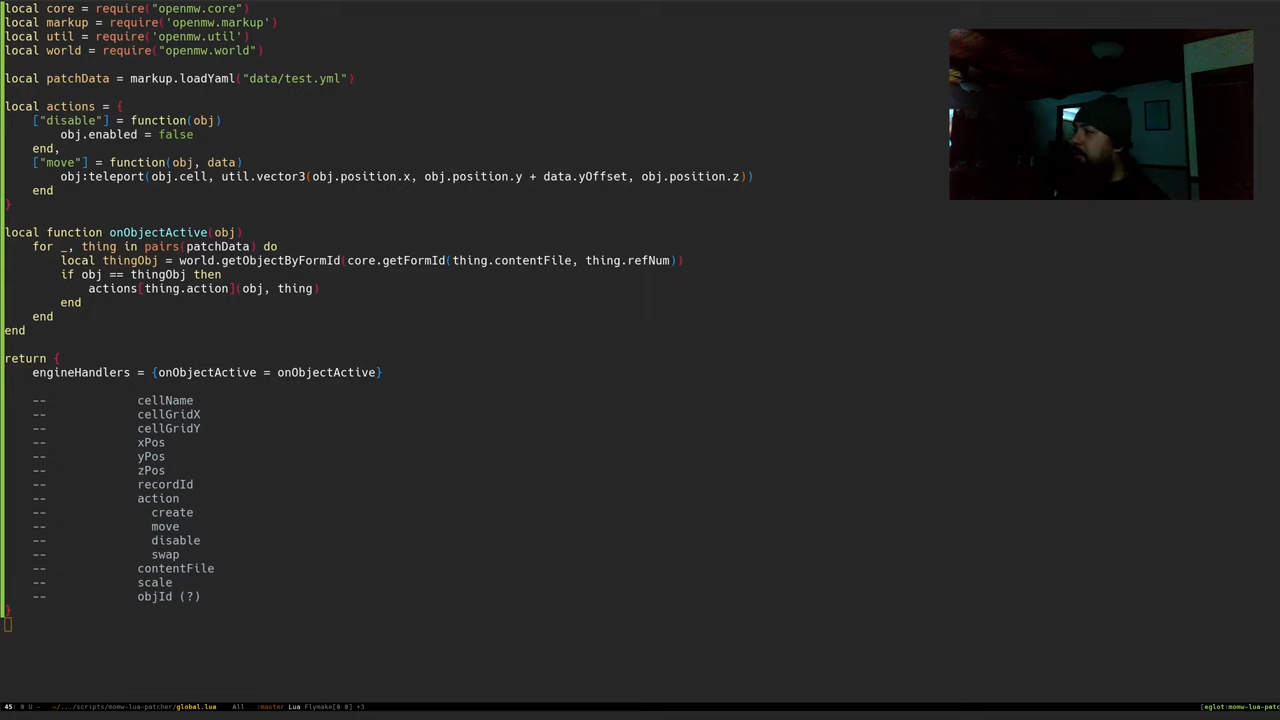 local core = require("openmw.core")
local markup = require('openmw.markup')
local util = require('openmw.util')
local world = require("openmw.world")
local patchData = markup.loadYaml("data/test.yml")
local actions = {
["disable"] = function(obj)
obj.enabled = false
end,
["move"] = function(obj, data)
obj:teleport(obj.cell, util.vector3(obj.position.x, obj.position.y + data.yOffset, obj.position.z))
end
}
local function onObjectActive(obj)
for _, thing in pairs(patchData) do
local thingObj = world.getObjectByFormId(core.getFormId(thing.contentFile, thing.refNum))
if obj == thingObj then
actions[thing.action](obj, thing)
end
end
end
return {
engineHandlers = {onObjectActive = onObjectActive}
-- cellName
-- cellGridX
-- cellGridY
-- xPos
-- yPos
-- zPos
-- recordId
-- action
-- create
-- move
-- disable
-- swap
-- contentFile
-- scale
-- objId (?)
}
45: 0 U - ~/.../scripts/momw-lua-patcher/global.lua All :master Lua Flymake[0 0] +3 [eglot:momw-lua-patc